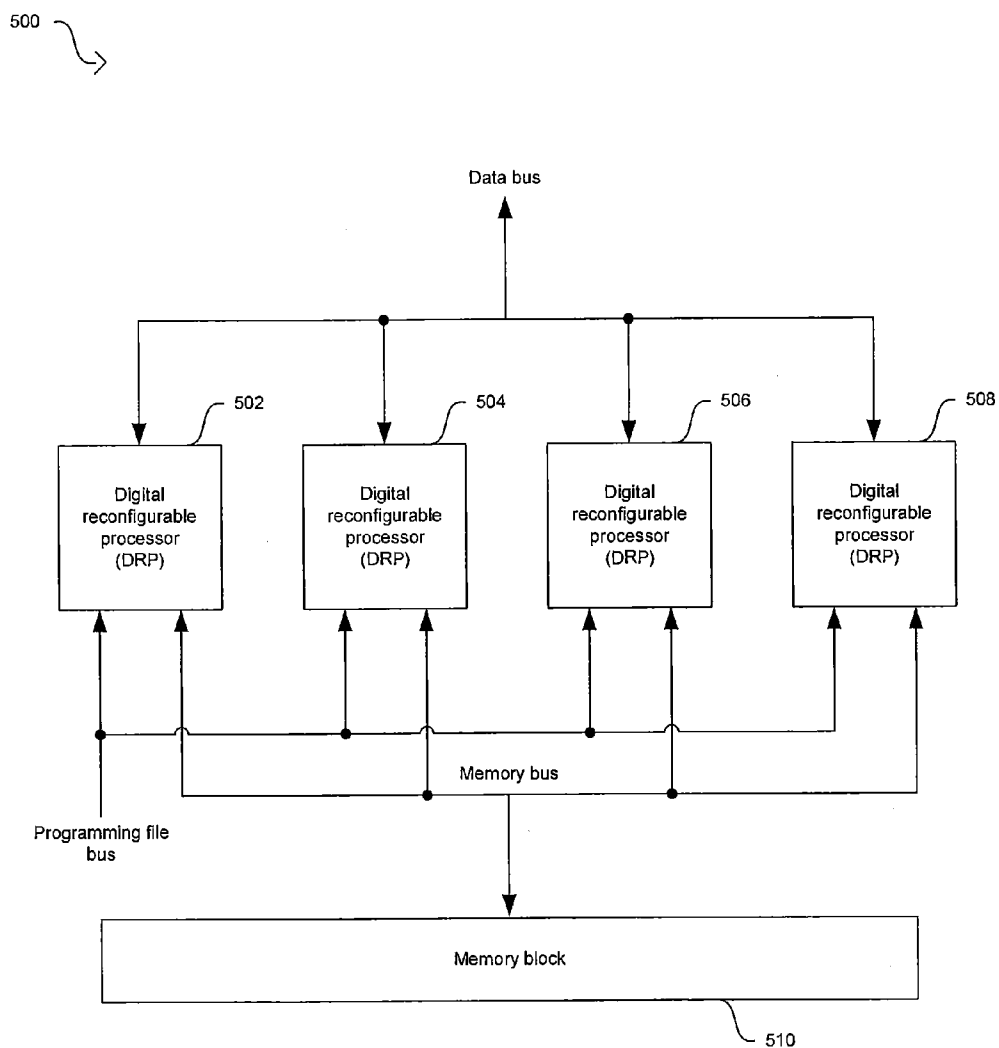 500
Data bus
502
504
506
508
Digital
reconfigurable
processor
(DRP)
Digital
reconfigurable
processor
(DRP)
Digital
reconfigurable
processor
(DRP)
Digital
reconfigurable
processor
(DRP)
Memory bus
Programming file
bus
Memory block
510